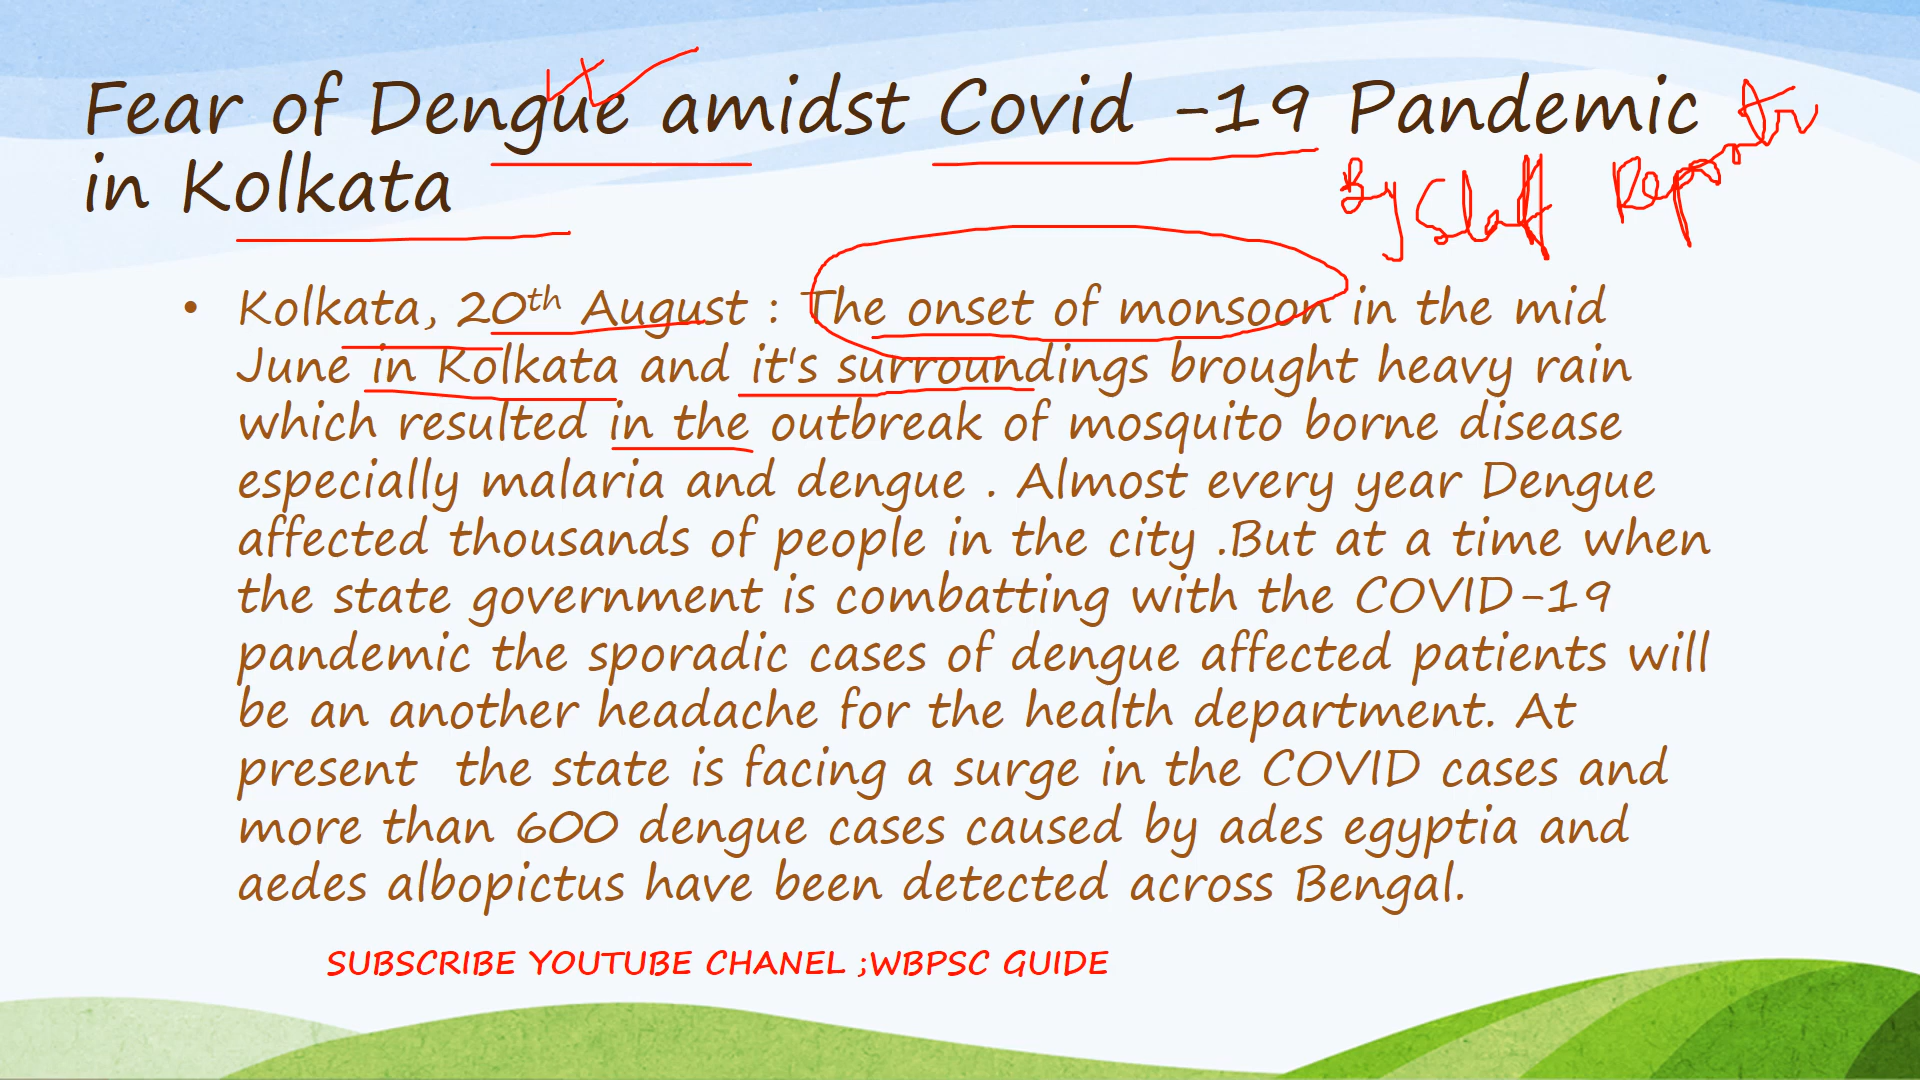 Fear of Dengue amidst Covid -19 Pandemic
in Kolkata
By Staff Reporter
• Kolkata, 20th August : The onset of monsoon in the mid
June in Kolkata and it's surroundings brought heavy rain
which resulted in the outbreak of mosquito borne disease
especially malaria and dengue . Almost every year Dengue
affected thousands of people in the city .But at a time when
the state government is combatting with the COVID-19
pandemic the sporadic cases of dengue affected patients will
be an another headache for the health department. At
present the state is facing a surge in the COVID cases and
more than 600 dengue cases caused by ades egyptia and
aedes albopictus have been detected across Bengal.
SUBSCRIBE YOUTUBE CHANEL ;WBPSC GUIDE